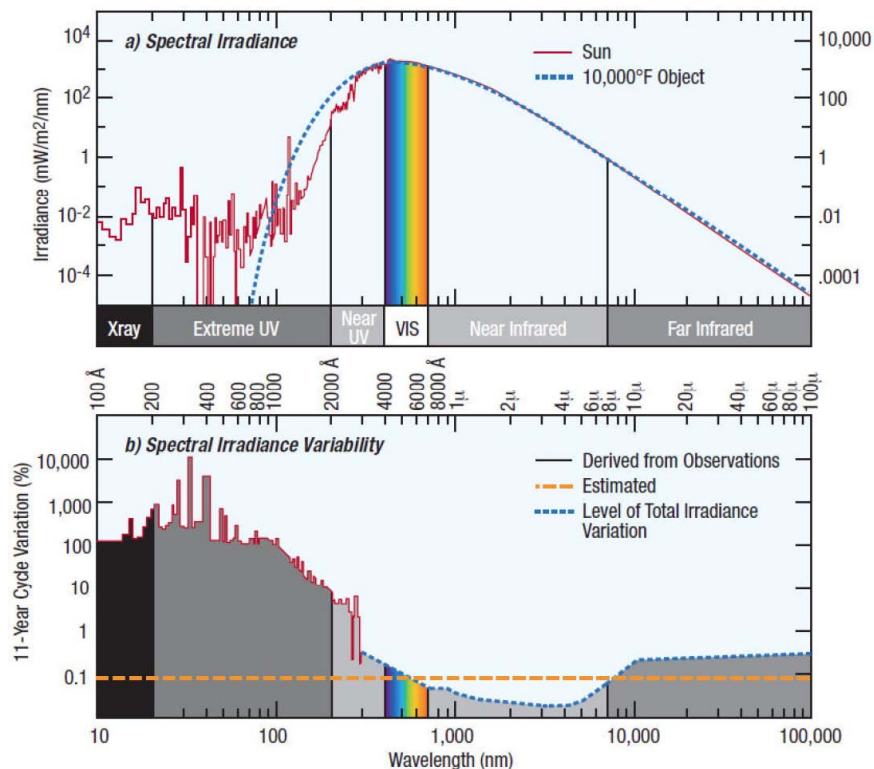 a) Spectral Irradiance
Sun
10,000°F Object
Irradiance (mW/m2/nm)
10⁴
10²
1
10⁻²
10⁻⁴
10,000
100
1
.01
.0001
Xray
Extreme UV
Near UV
VIS
Near Infrared
Far Infrared
100 Å
200
400
600
800
1000
2000 Å
4000
6000
8000 Å
1μ
2μ
4μ
6μ
8μ
10μ
20μ
40μ
60μ
80μ
100μ
b) Spectral Irradiance Variability
Derived from Observations
Estimated
Level of Total Irradiance
Variation
11-Year Cycle Variation (%)
10,000
1,000
100
10
1
0.1
10
100
1,000
10,000
100,000
Wavelength (nm)